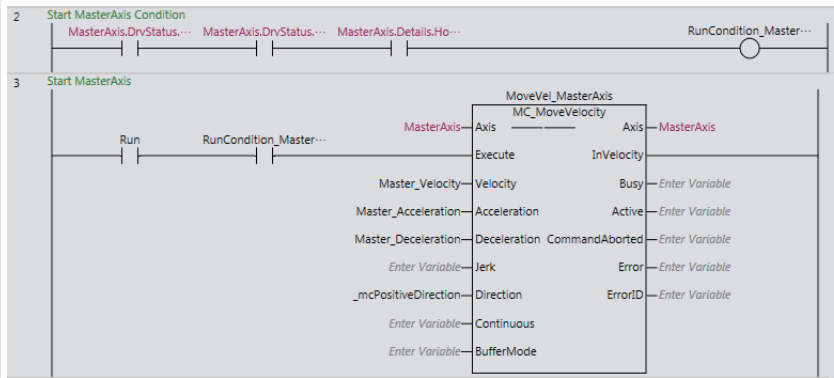 2 Start MasterAxis Condition
MasterAxis.DrvStatus.··· MasterAxis.DrvStatus.··· MasterAxis.Details.Ho··· RunCondition_Master···
3 Start MasterAxis
MoveVel_MasterAxis
MC_MoveVelocity
MasterAxis Axis Axis MasterAxis
Run RunCondition_Master···
Execute InVelocity
Master_Velocity Velocity Busy Enter Variable
Master_Acceleration Acceleration Active Enter Variable
Master_Deceleration Deceleration CommandAborted Enter Variable
Enter Variable Jerk Error Enter Variable
_mcPositiveDirection Direction ErrorID Enter Variable
Enter Variable Continuous
Enter Variable BufferMode